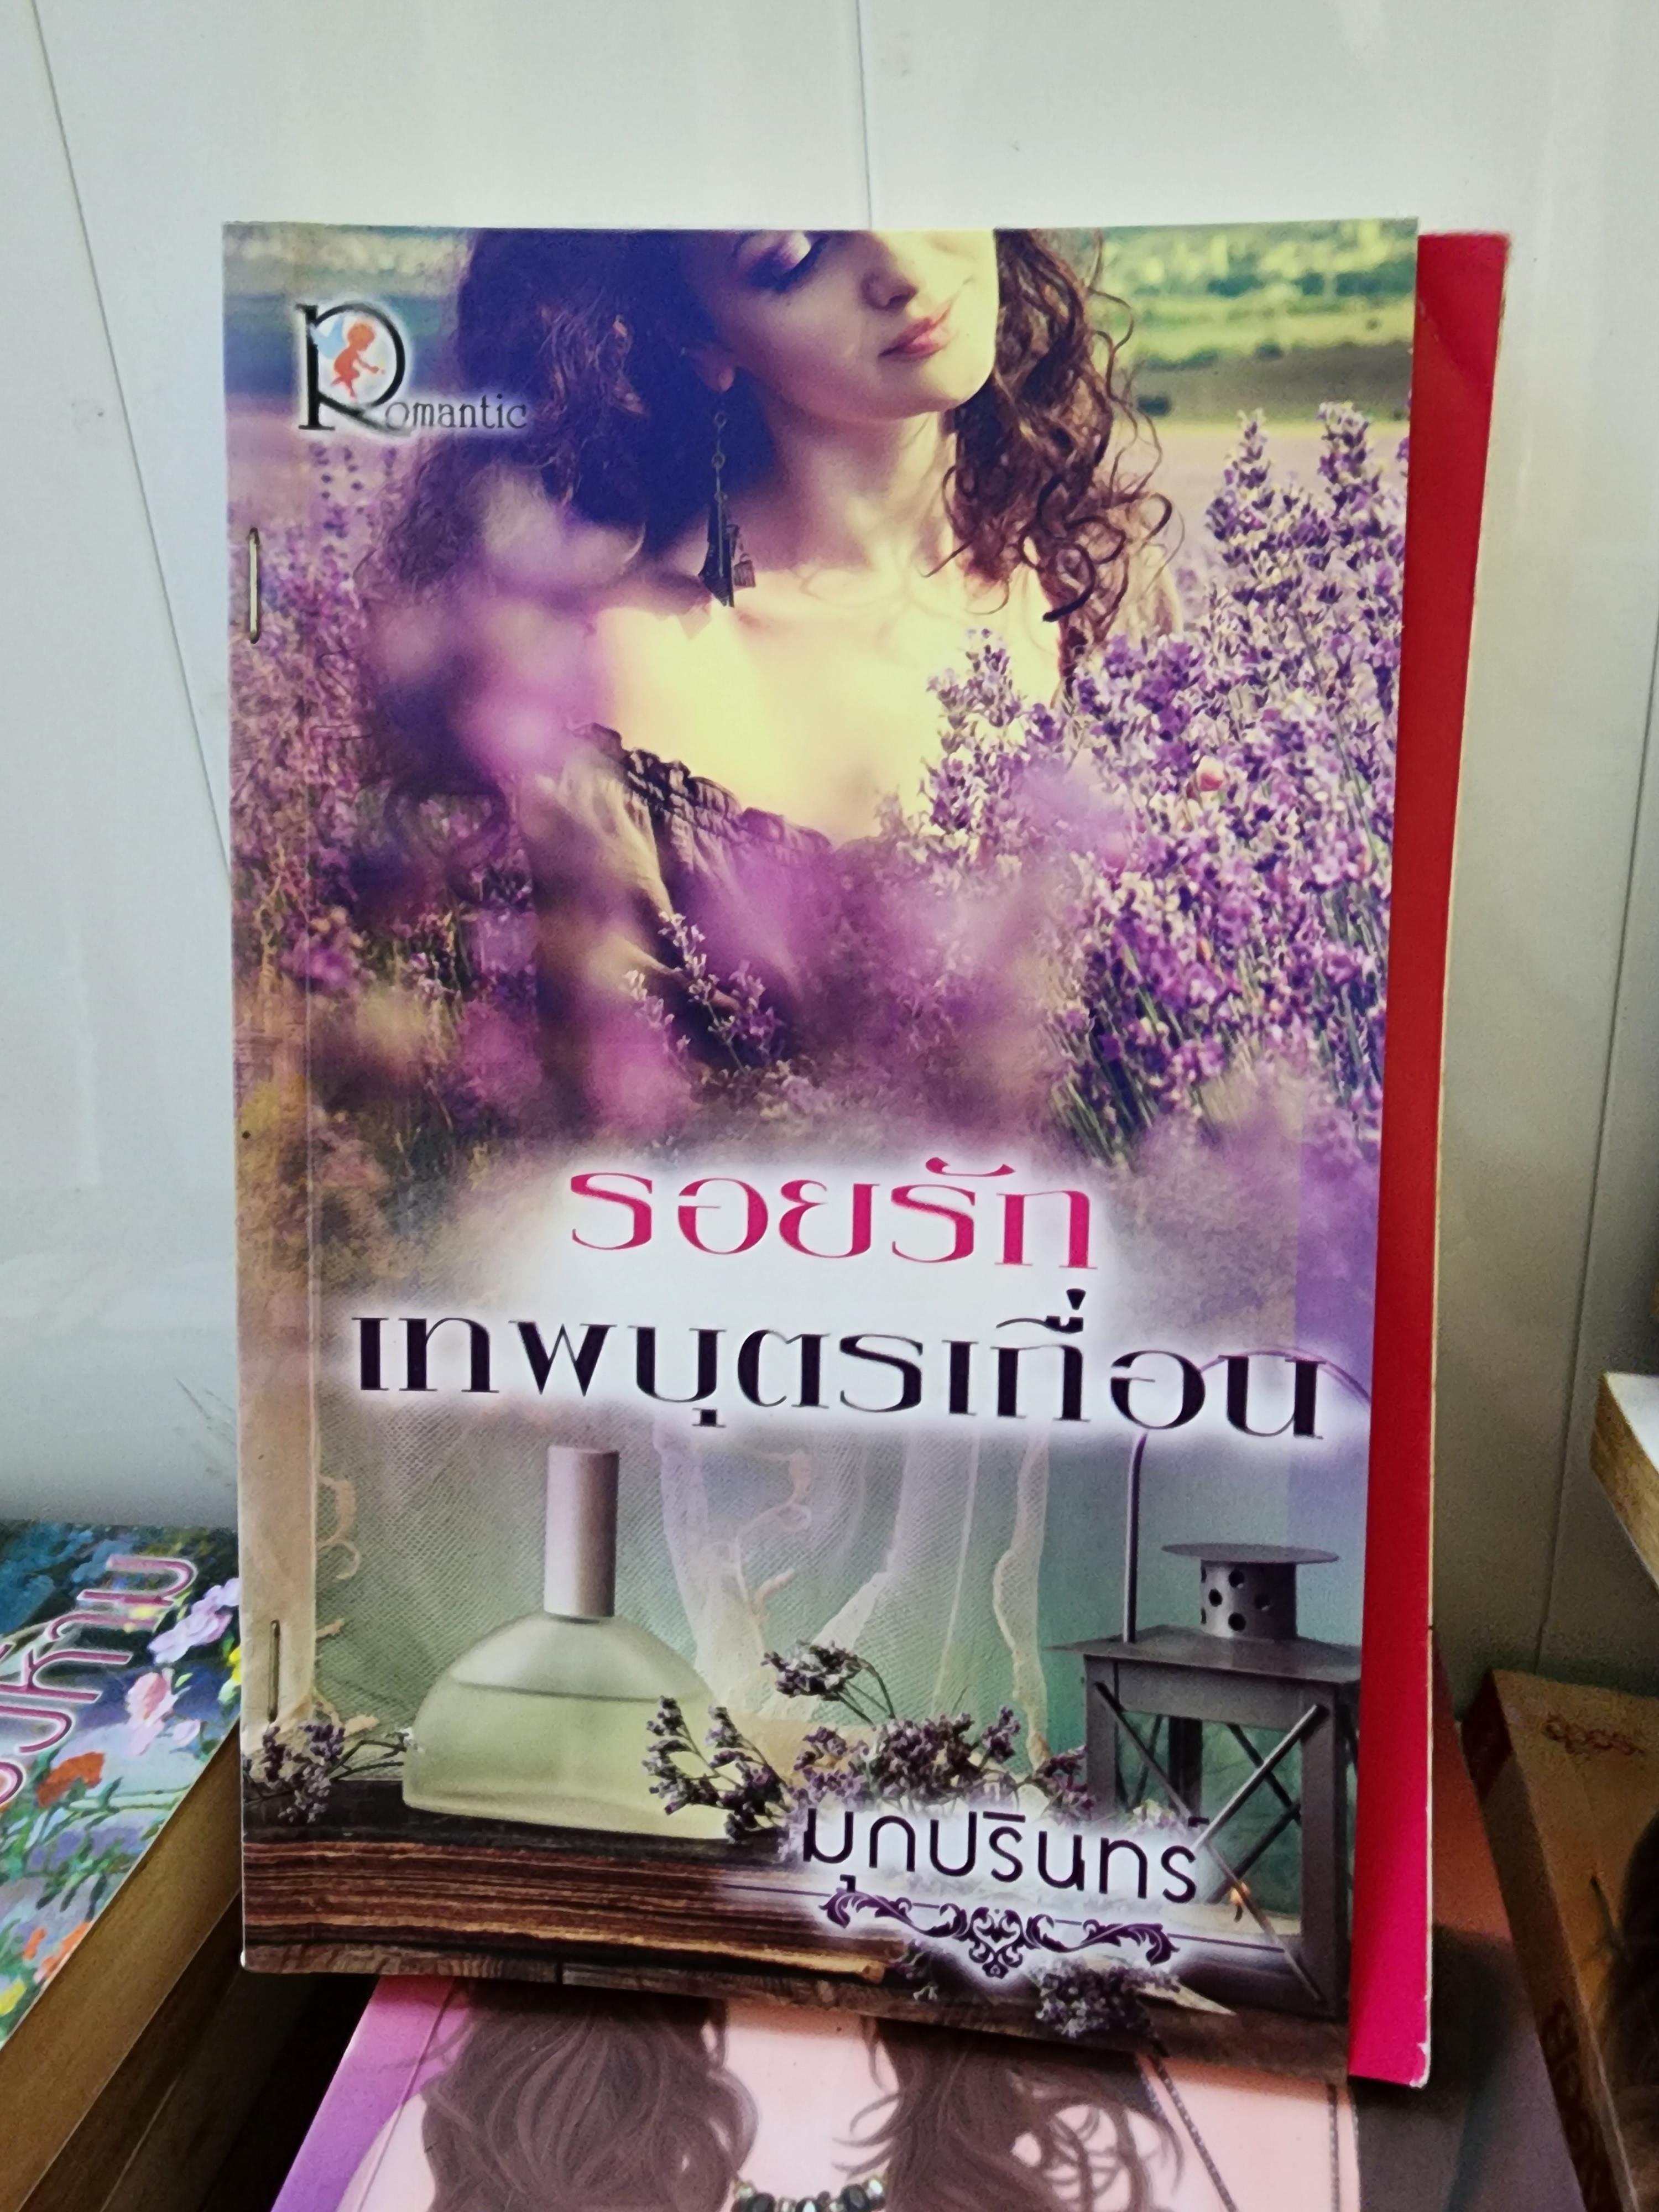 Romantic
รอยรัก
เทพบุตรเถื่อน
มุกปรินทร์